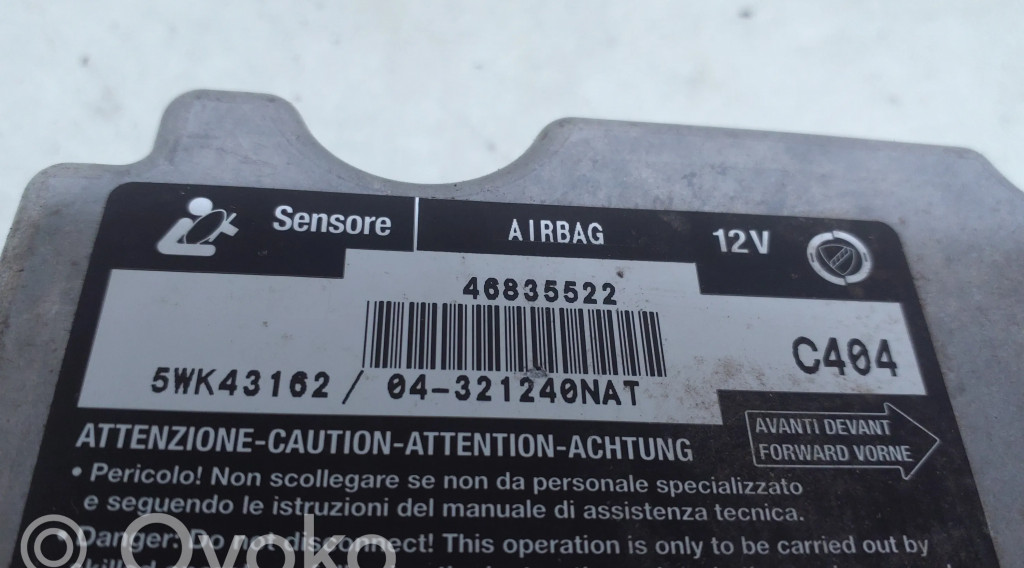 Sensore AIRBAG 12V
46835522
C404
5WK43162 / 04-321240NAT
ATTENZIONE-CAUTION-ATTENTION-ACHTUNG
AVANTI DEVANT
FORWARD VORNE
• Pericolo! Non scollegare se non da personale specializzato
e seguendo le istruzioni del manuale di assistenza tecnica.
• Danger: Do not disconnect! This operation is only to be carried out by
© Ovoko